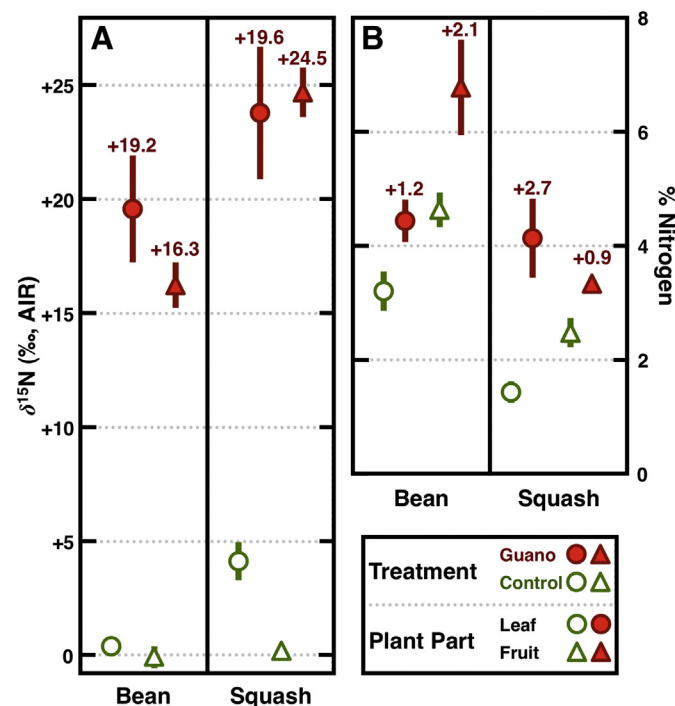 A
δ15N (‰, AIR)
+25
+20
+15
+10
+5
0
+19.2
+16.3
+19.6
+24.5
Bean
Squash
B
% Nitrogen
8
6
4
2
0
+1.2
+2.1
+2.7
+0.9
Bean
Squash
Treatment
Guano
Control
Plant Part
Leaf
Fruit